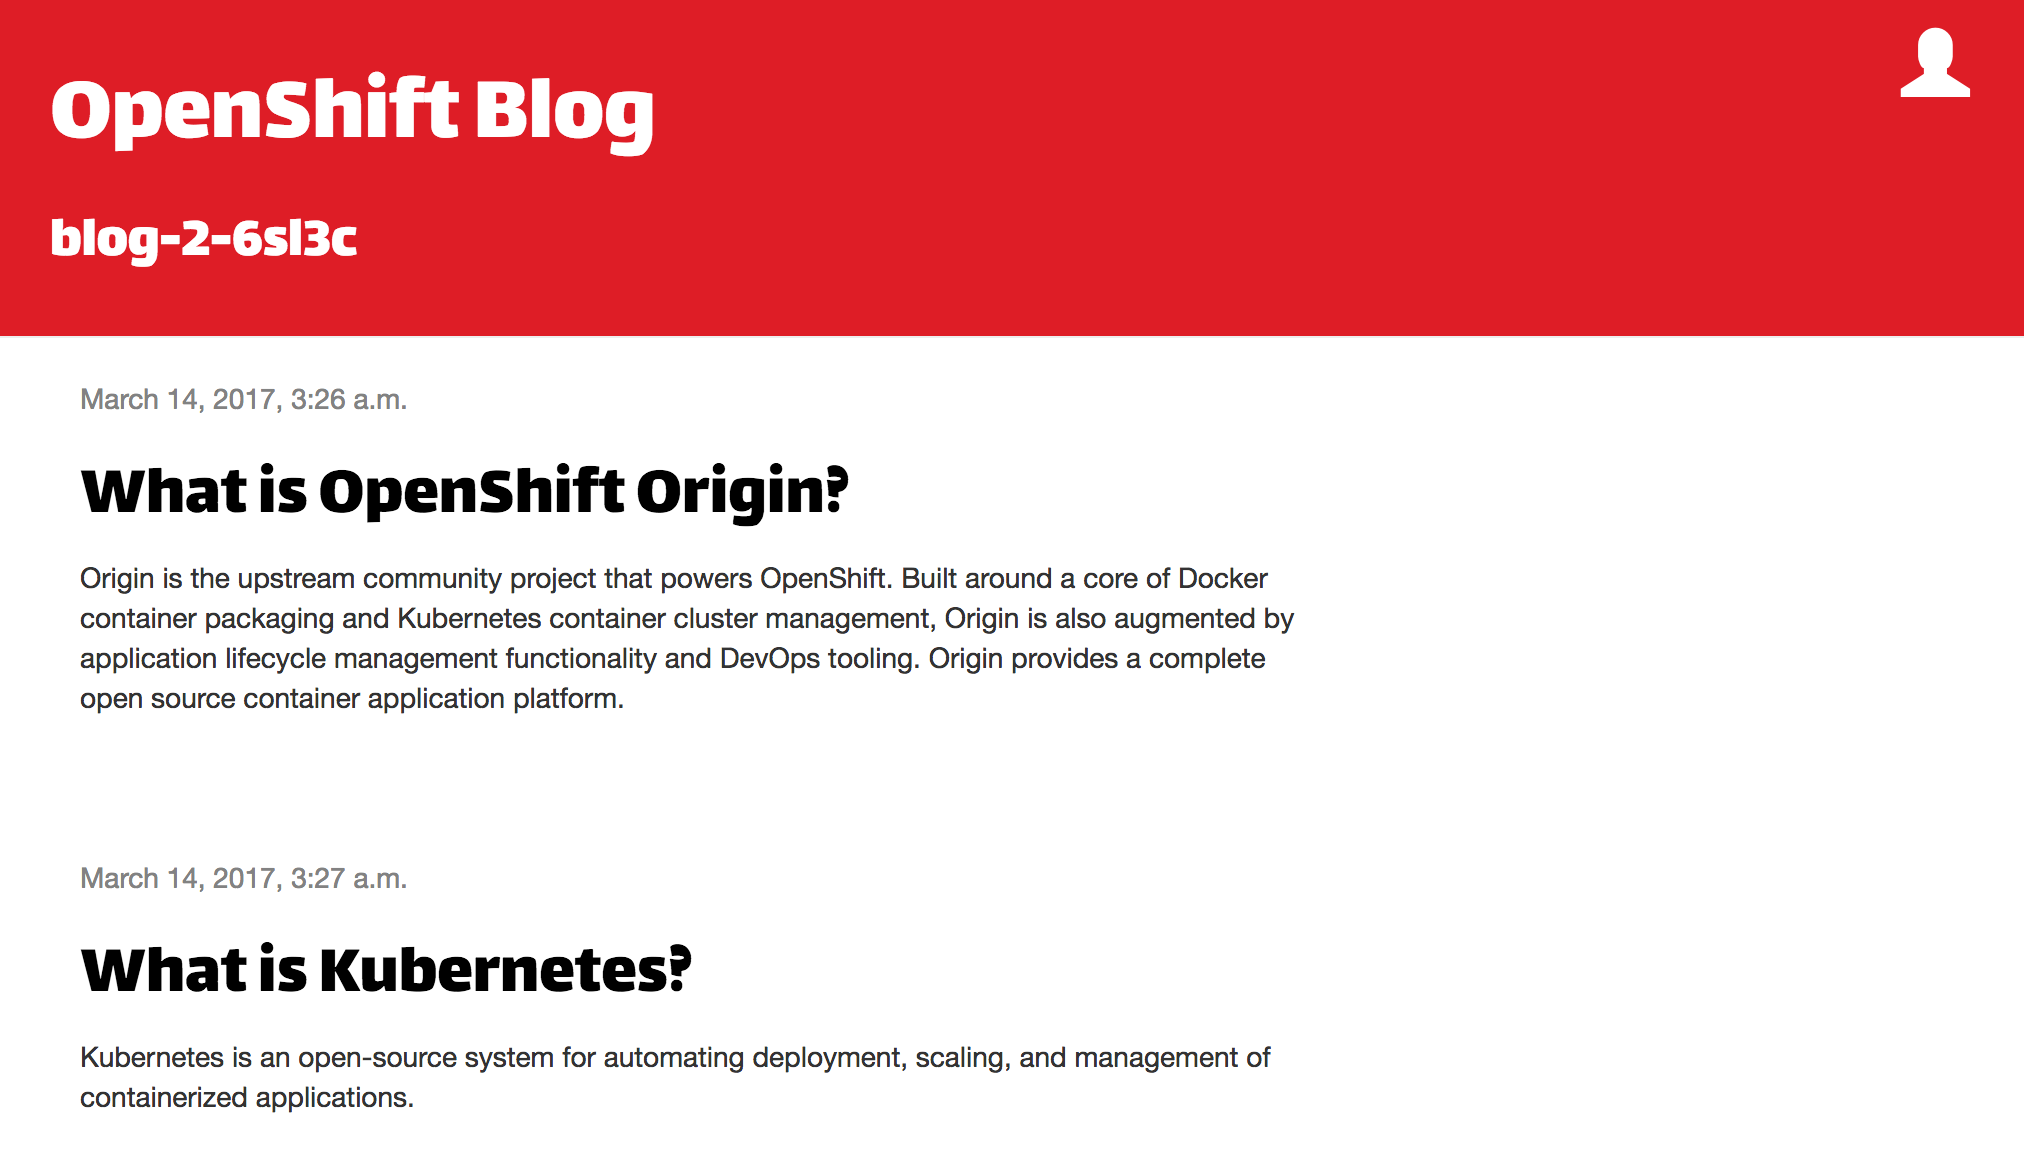 OpenShift Blog
blog-2-6sl3c
March 14, 2017, 3:26 a.m.
What is OpenShift Origin?
Origin is the upstream community project that powers OpenShift. Built around a core of Docker
container packaging and Kubernetes container cluster management, Origin is also augmented by
application lifecycle management functionality and DevOps tooling. Origin provides a complete
open source container application platform.
March 14, 2017, 3:27 a.m.
What is Kubernetes?
Kubernetes is an open-source system for automating deployment, scaling, and management of
containerized applications.